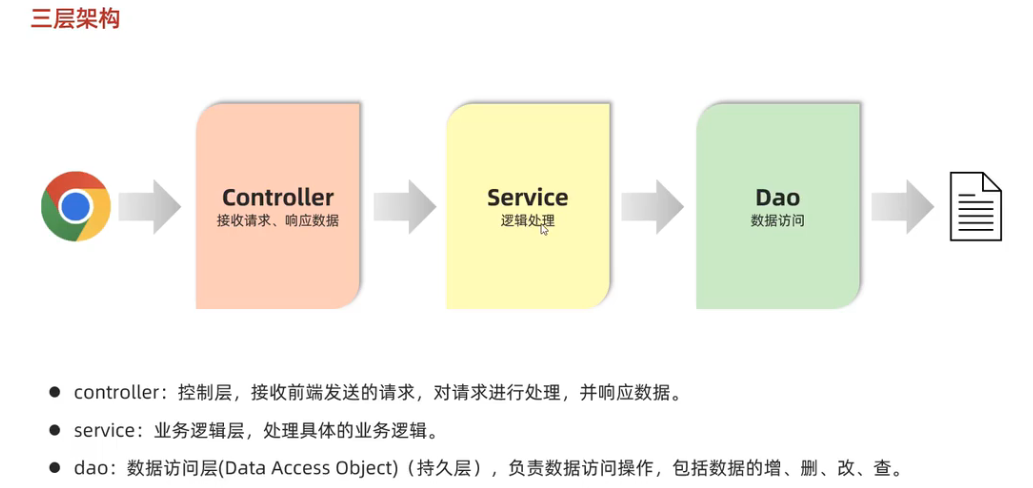 三层架构
Controller
接收请求、响应数据
Service
逻辑处理
Dao
数据访问
● controller：控制层，接收前端发送的请求，对请求进行处理，并响应数据。
● service：业务逻辑层，处理具体的业务逻辑。
● dao：数据访问层(Data Access Object)（持久层），负责数据访问操作，包括数据的增、删、改、查。